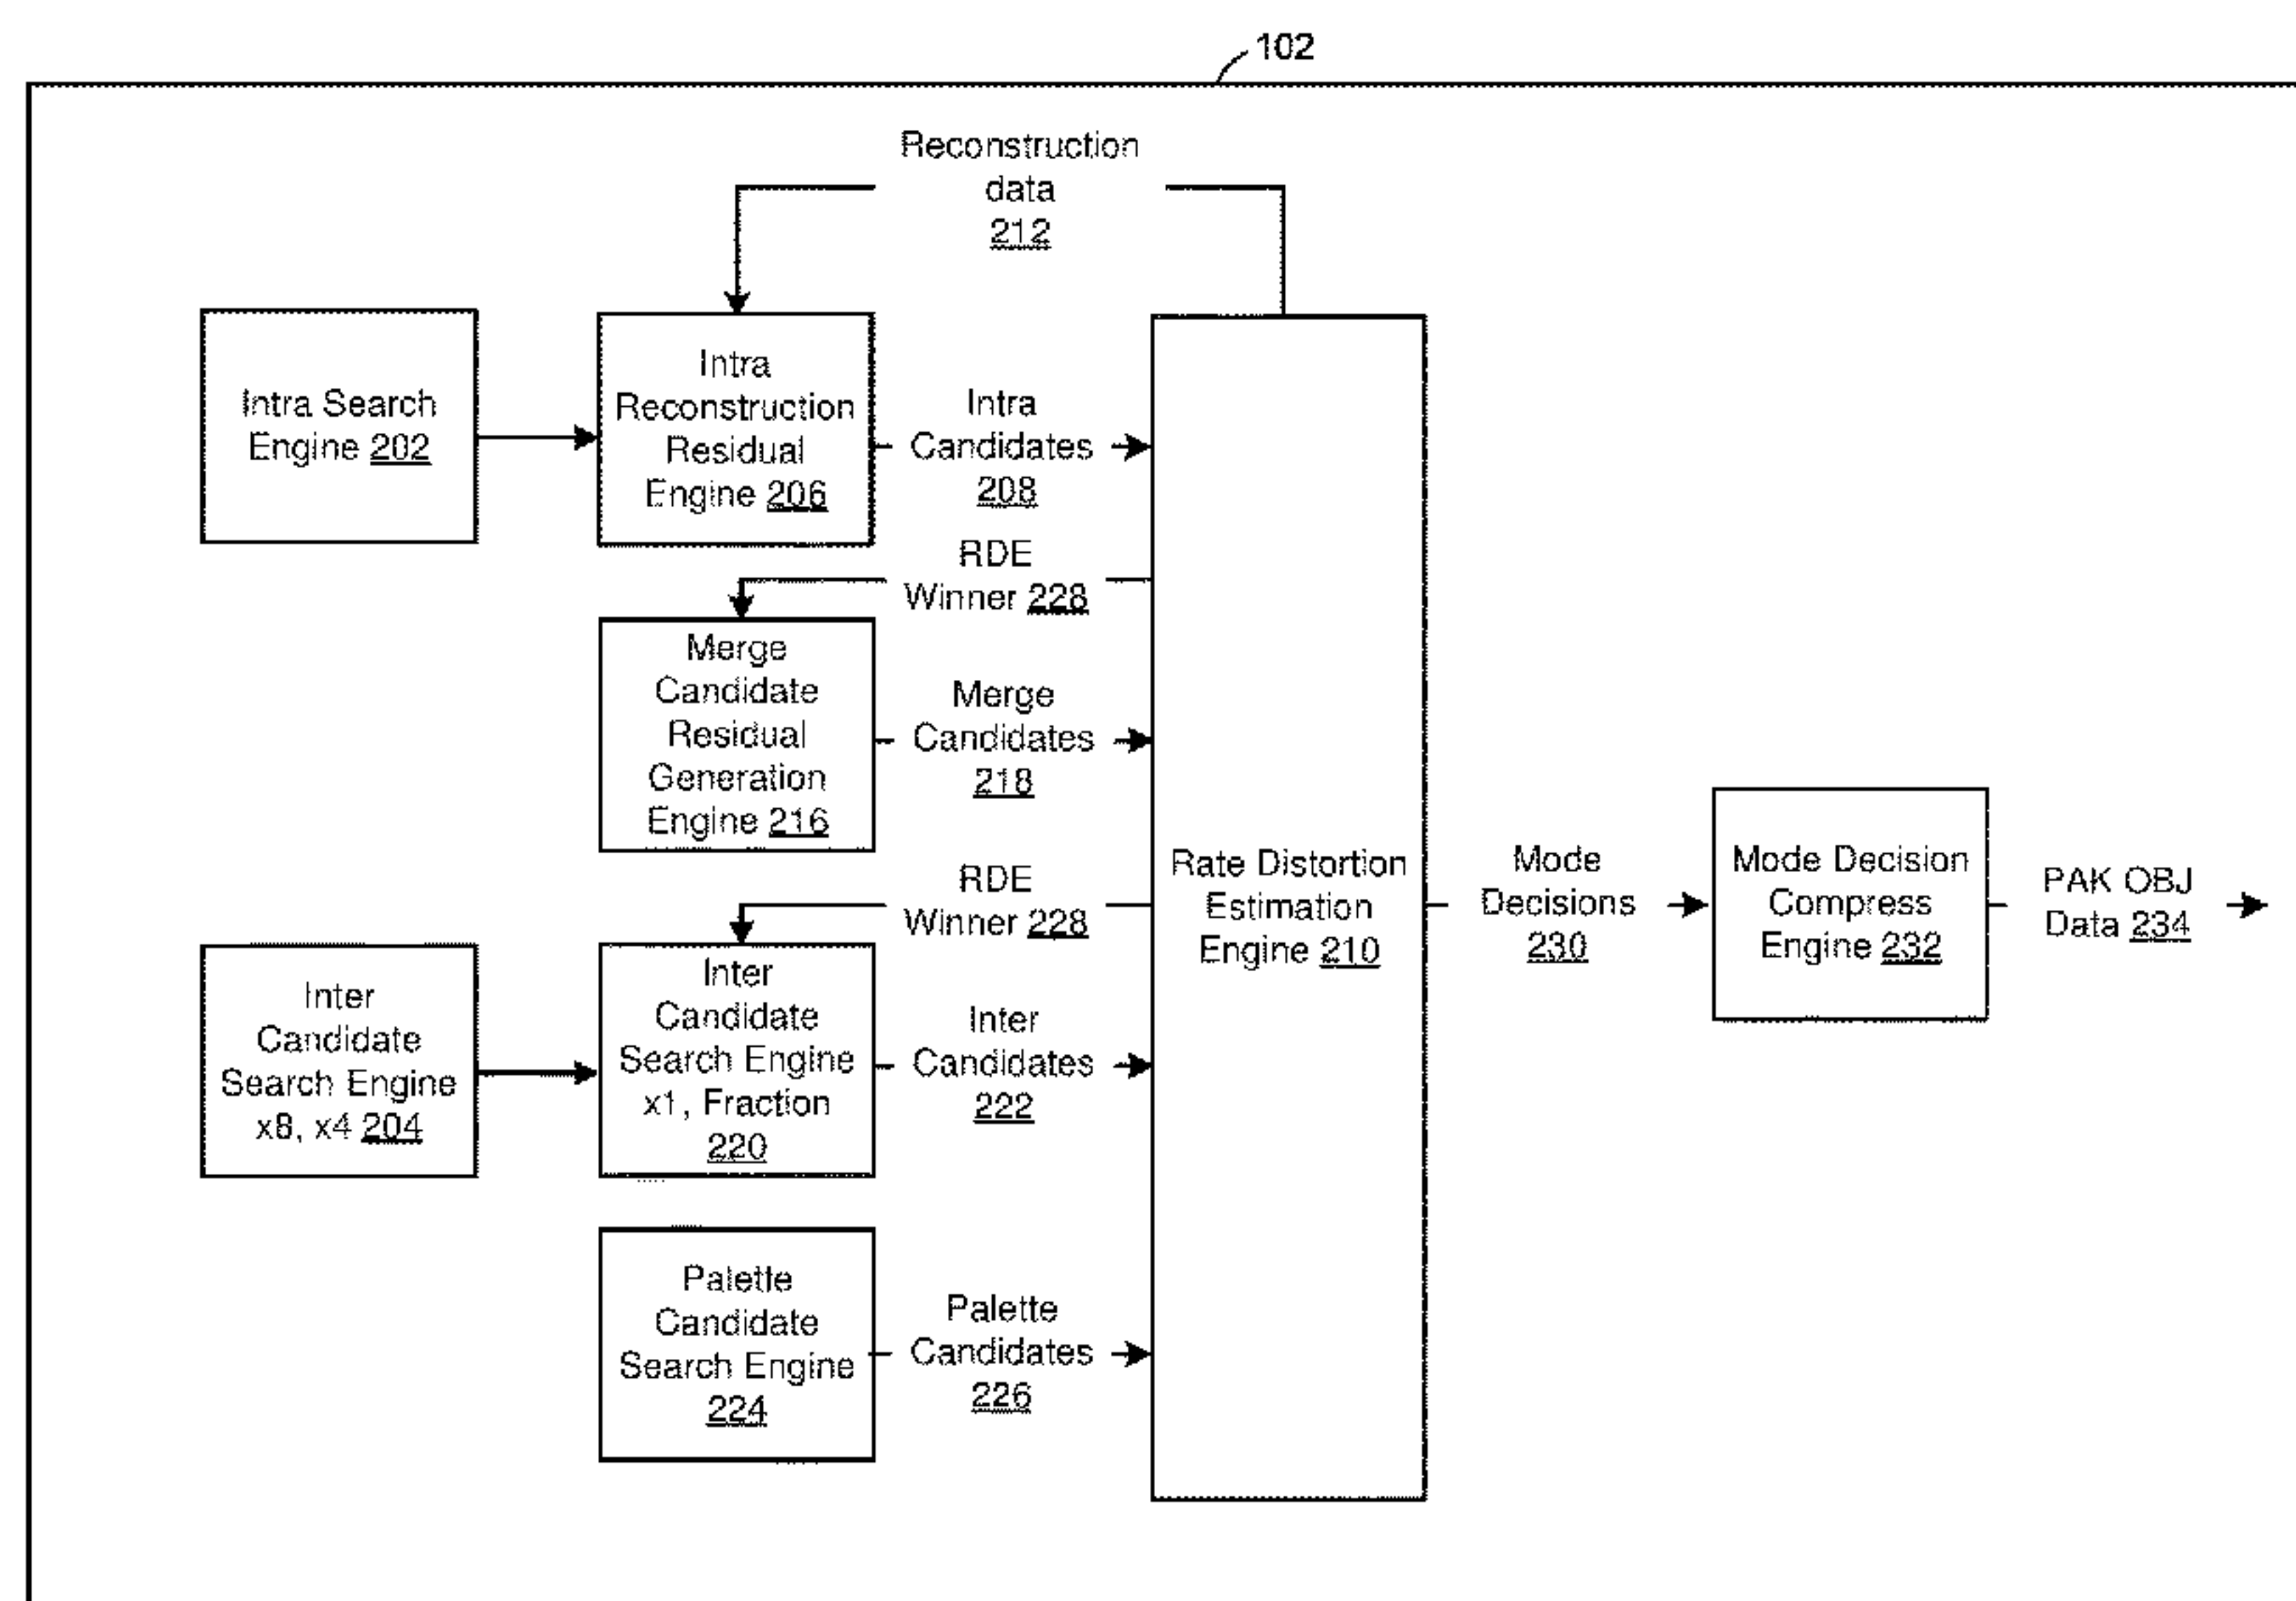 102
Reconstruction
data
212
Intra Search
Engine 202
Intra
Reconstruction
Residual
Engine 206
Intra
Candidates
208
RDE
Winner 228
Merge
Candidate
Residual
Generation
Engine 216
Merge
Candidates
218
RDE
Winner 228
Inter
Candidate
Search Engine
x8, x4 204
Inter
Candidate
Search Engine
x1, Fraction
220
Inter
Candidates
222
Palette
Candidate
Search Engine
224
Palette
Candidates
226
Rate Distortion
Estimation
Engine 210
Mode
Decisions
230
Mode Decision
Compress
Engine 232
PAK OBJ
Data 234